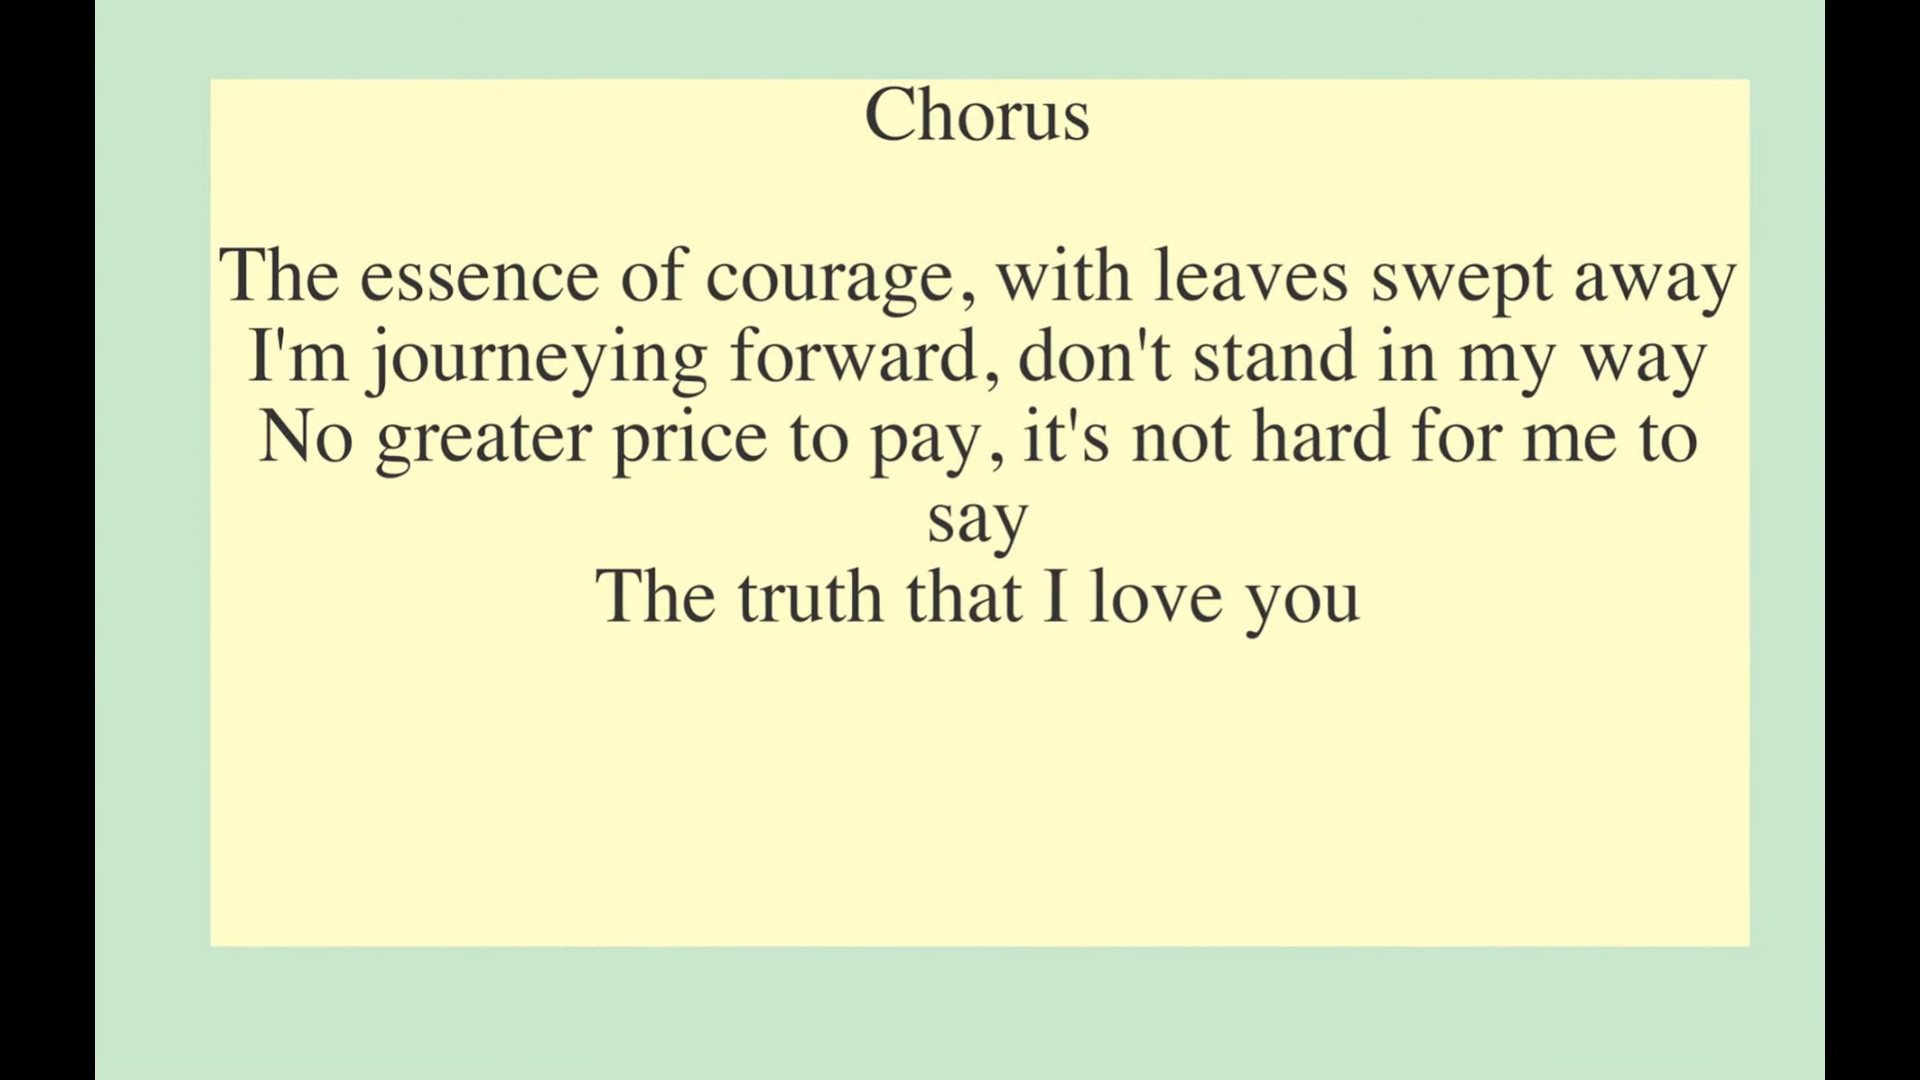 Chorus
The essence of courage, with leaves swept away
I'm journeying forward, don't stand in my way
No greater price to pay, it's not hard for me to
say
The truth that I love you